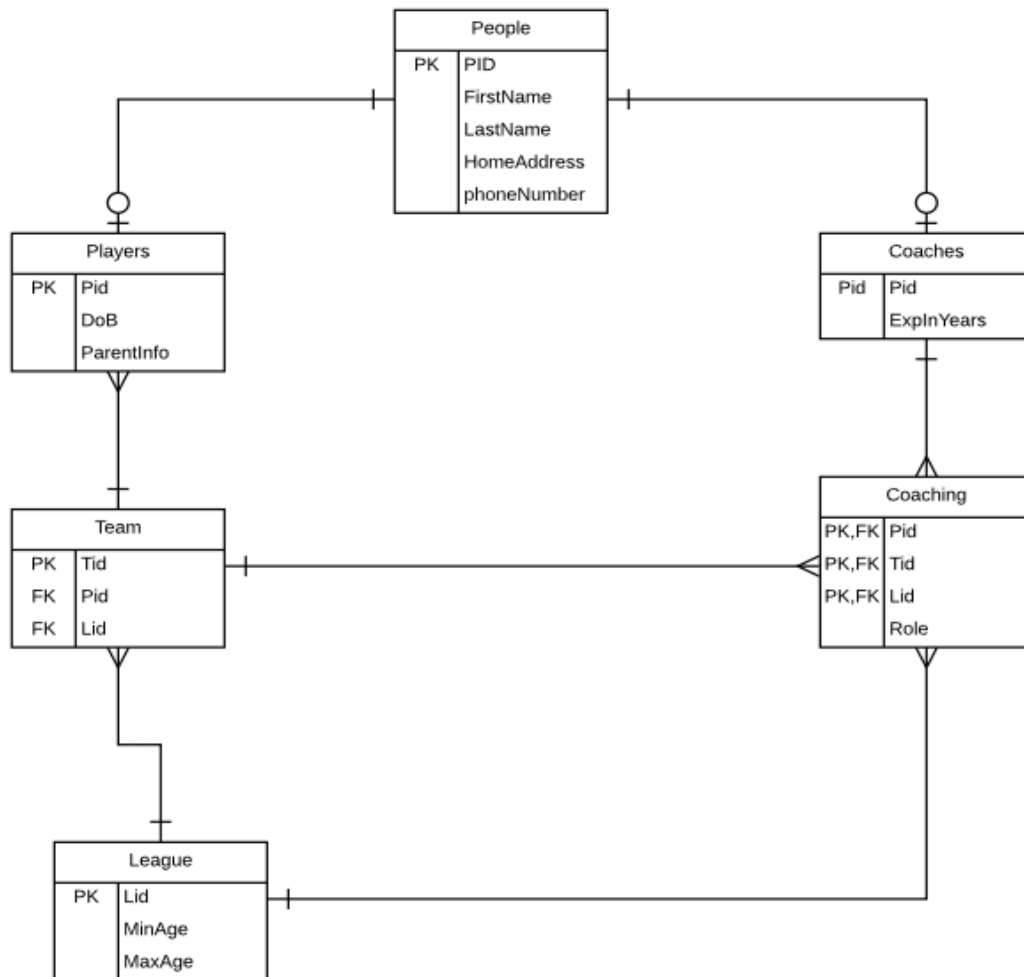 People
PK PID
FirstName
LastName
HomeAddress
phoneNumber
Players
PK Pid
DoB
ParentInfo
Coaches
Pid Pid
ExpInYears
Team
PK Tid
FK Pid
FK Lid
Coaching
PK,FK Pid
PK,FK Tid
PK,FK Lid
Role
League
PK Lid
MinAge
MaxAge